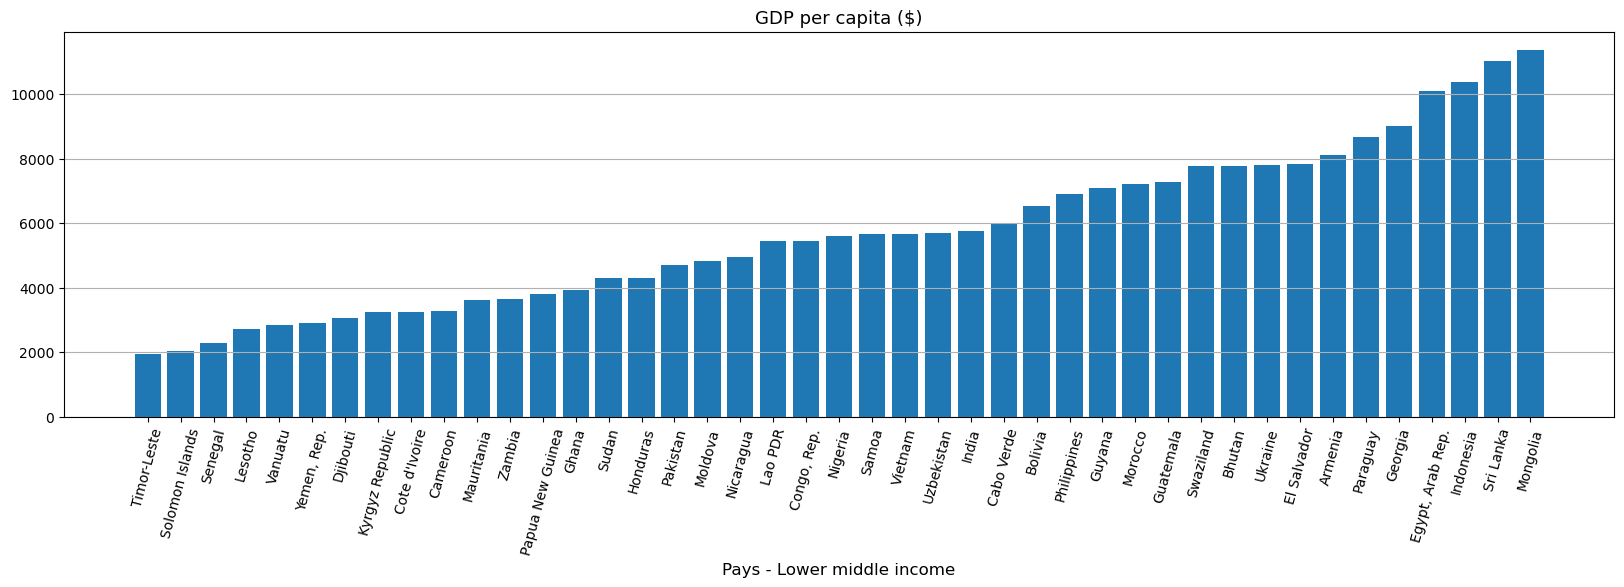 GDP per capita ($)
10000
8000
6000
4000
2000
0
Timor-Leste
Solomon Islands
Senegal
Lesotho
Vanuatu
Yemen, Rep.
Djibouti
Kyrgyz Republic
Cote d'Ivoire
Cameroon
Mauritania
Zambia
Papua New Guinea
Ghana
Sudan
Honduras
Pakistan
Moldova
Nicaragua
Lao PDR
Congo, Rep.
Nigeria
Samoa
Vietnam
Uzbekistan
India
Cabo Verde
Bolivia
Philippines
Guyana
Morocco
Guatemala
Swaziland
Bhutan
Ukraine
El Salvador
Armenia
Paraguay
Georgia
Egypt, Arab Rep.
Indonesia
Sri Lanka
Mongolia
Pays - Lower middle income